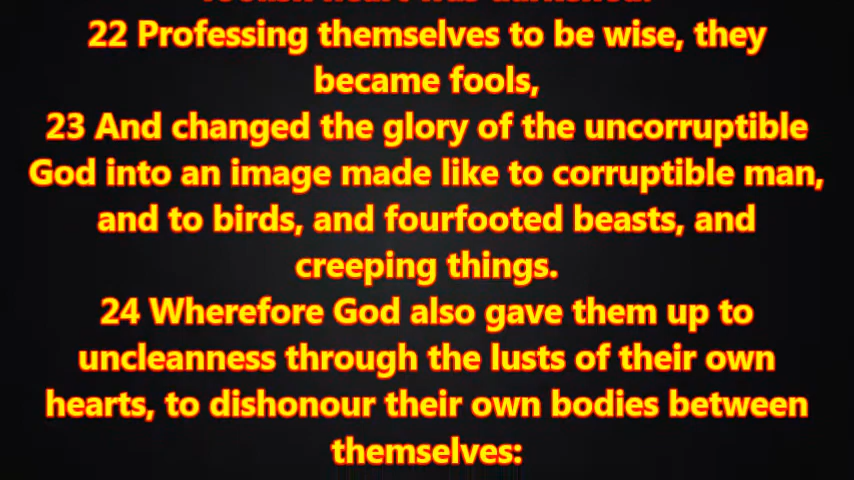 22 Professing themselves to be wise, they
became fools,
23 And changed the glory of the uncorruptible
God into an image made like to corruptible man,
and to birds, and fourfooted beasts, and
creeping things.
24 Wherefore God also gave them up to
uncleanness through the lusts of their own
hearts, to dishonour their own bodies between
themselves: